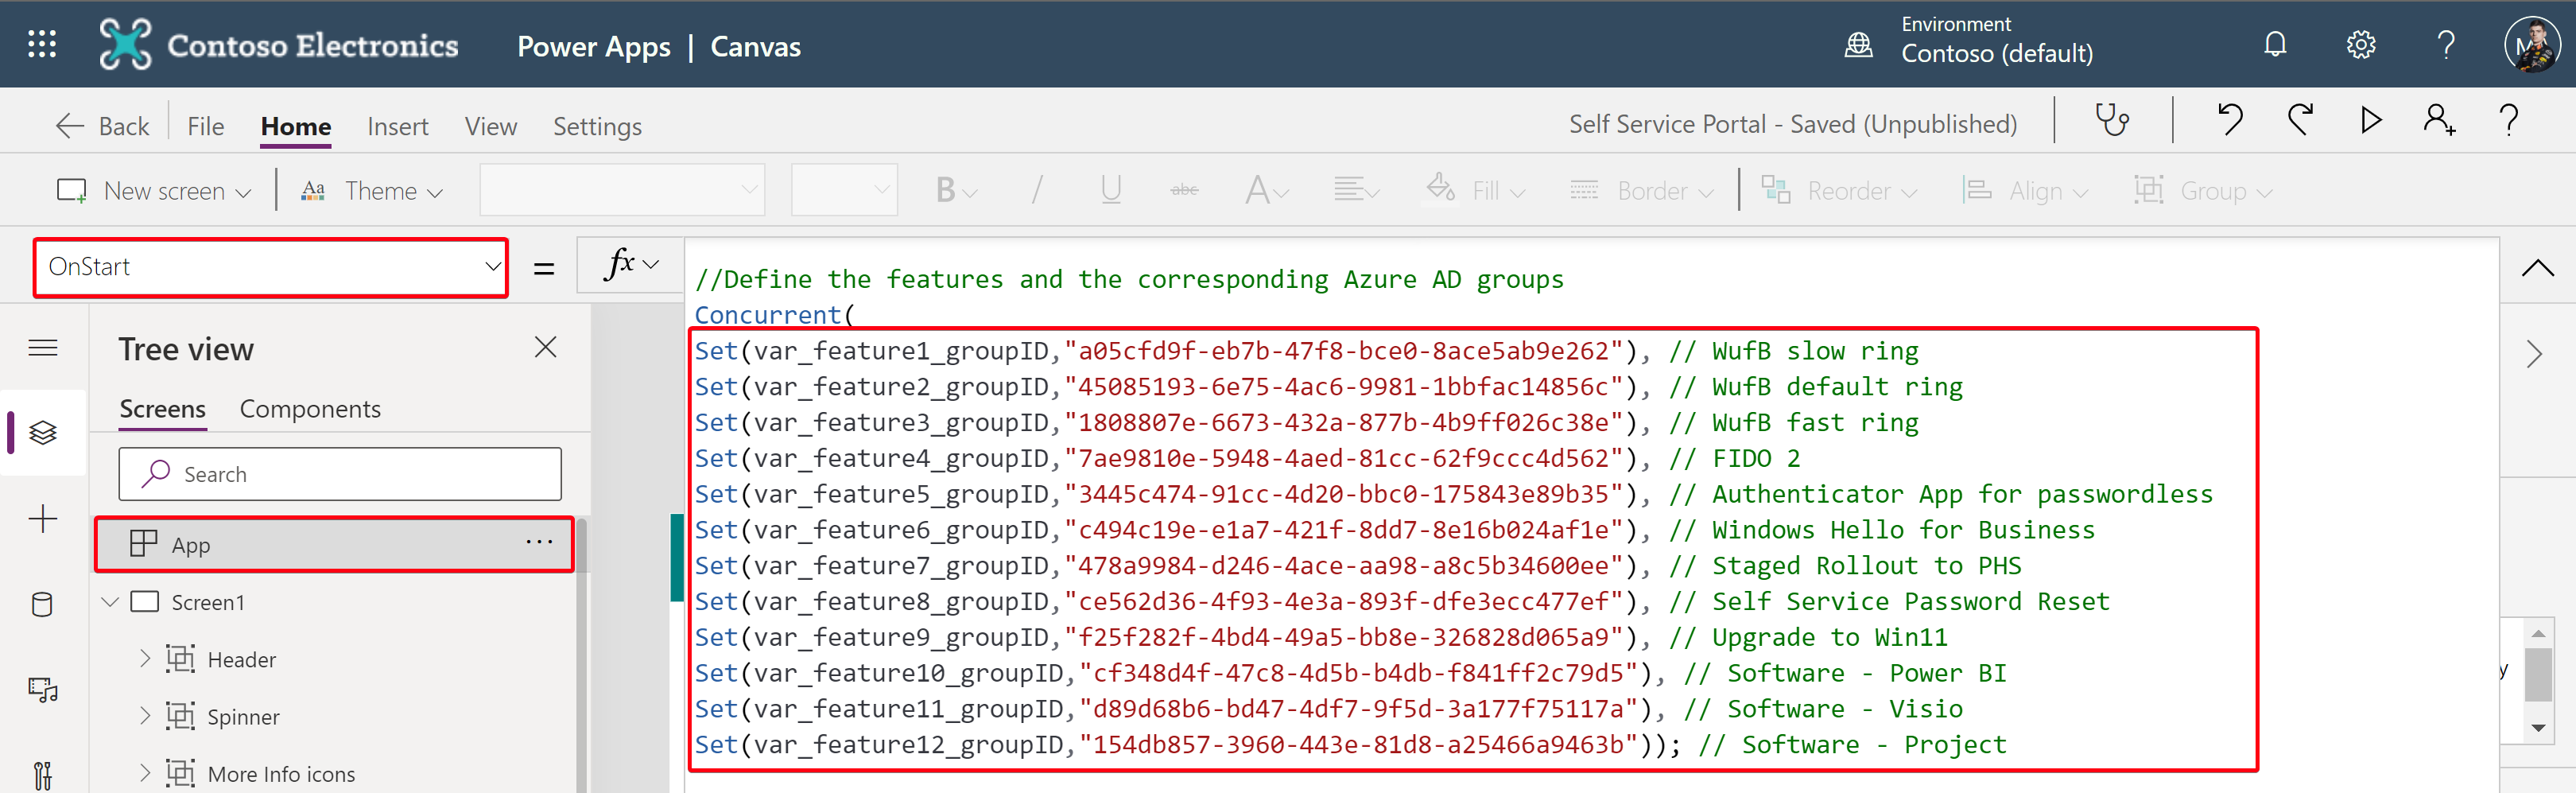 Contoso Electronics Power Apps | Canvas
Environment
Contoso (default)
Back File Home Insert View Settings
Self Service Portal - Saved (Unpublished)
New screen Aa Theme B / U abc A Fill Border Reorder Align Group
OnStart = fx
//Define the features and the corresponding Azure AD groups
Concurrent(
Set(var_feature1_groupID,"a05cfd9f-eb7b-47f8-bce0-8ace5ab9e262"), // WufB slow ring
Set(var_feature2_groupID,"45085193-6e75-4ac6-9981-1bbfac14856c"), // WufB default ring
Set(var_feature3_groupID,"1808807e-6673-432a-877b-4b9ff026c38e"), // WufB fast ring
Set(var_feature4_groupID,"7ae9810e-5948-4aed-81cc-62f9ccc4d562"), // FIDO 2
Set(var_feature5_groupID,"3445c474-91cc-4d20-bbc0-175843e89b35"), // Authenticator App for passwordless
Set(var_feature6_groupID,"c494c19e-e1a7-421f-8dd7-8e16b024af1e"), // Windows Hello for Business
Set(var_feature7_groupID,"478a9984-d246-4ace-aa98-a8c5b34600ee"), // Staged Rollout to PHS
Set(var_feature8_groupID,"ce562d36-4f93-4e3a-893f-dfe3ecc477ef"), // Self Service Password Reset
Set(var_feature9_groupID,"f25f282f-4bd4-49a5-bb8e-326828d065a9"), // Upgrade to Win11
Set(var_feature10_groupID,"cf348d4f-47c8-4d5b-b4db-f841ff2c79d5"), // Software - Power BI
Set(var_feature11_groupID,"d89d68b6-bd47-4df7-9f5d-3a177f75117a"), // Software - Visio
Set(var_feature12_groupID,"154db857-3960-443e-81d8-a25466a9463b")); // Software - Project
Tree view
Screens Components
Search
App ...
Screen1
Header
Spinner
More Info icons